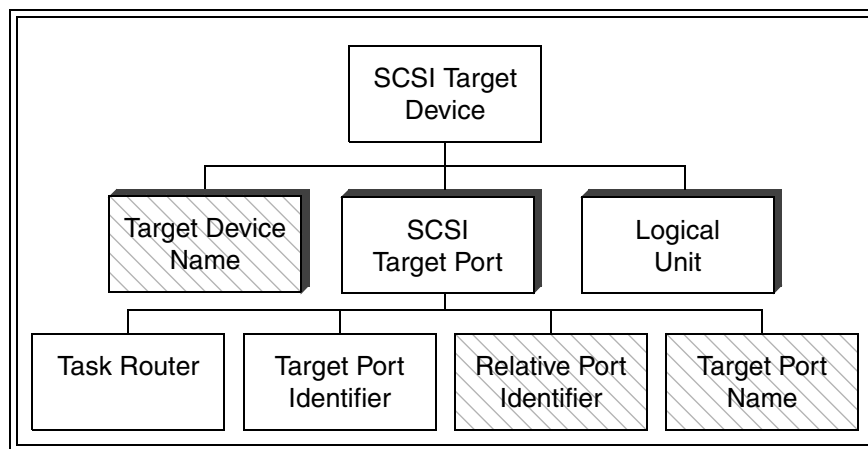 SCSI Target
Device
Target Device
Name
SCSI
Target Port
Logical
Unit
Task Router
Target Port
Identifier
Relative Port
Identifier
Target Port
Name